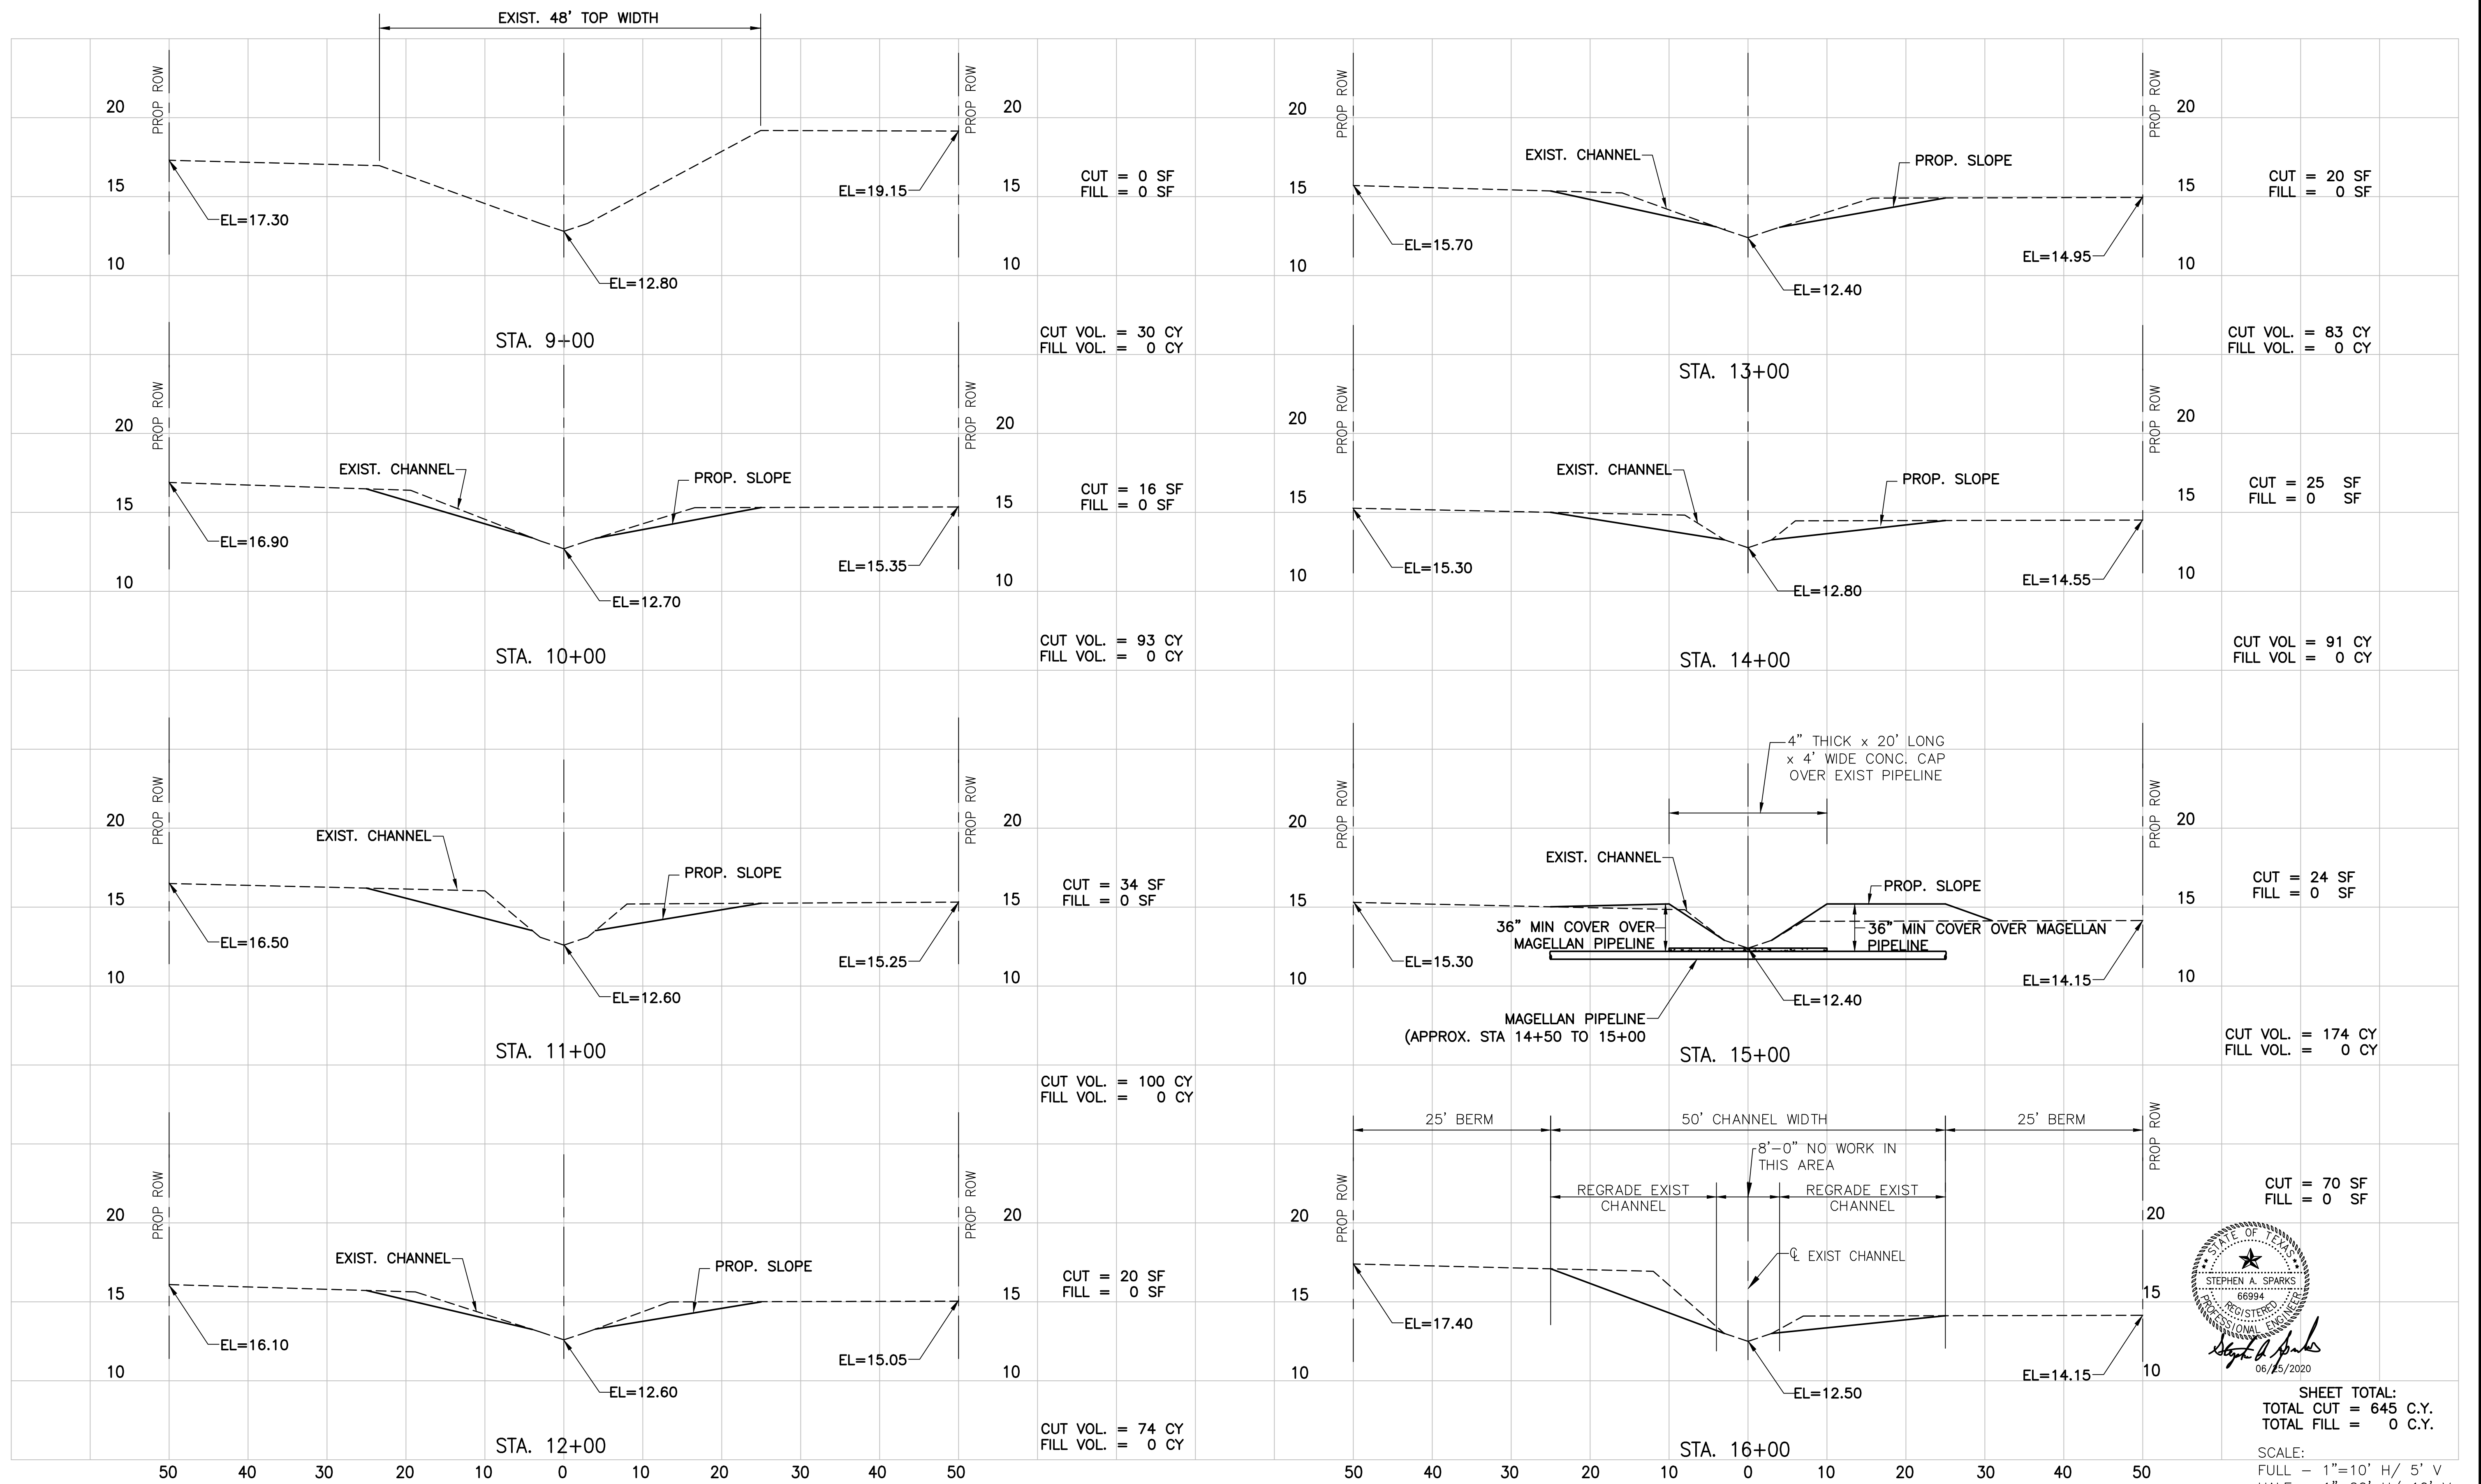 EXIST. 48' TOP WIDTH
PROP ROW
PROP ROW
20
15
10
20
15
10
EL=17.30
EL=12.80
EL=19.15
CUT = 0 SF
FILL = 0 SF
STA. 9+00
CUT VOL. = 30 CY
FILL VOL. = 0 CY
PROP ROW
PROP ROW
20
15
10
20
15
10
EXIST. CHANNEL
PROP. SLOPE
EL=16.90
EL=12.70
EL=15.35
CUT = 16 SF
FILL = 0 SF
STA. 10+00
CUT VOL. = 93 CY
FILL VOL. = 0 CY
PROP ROW
PROP ROW
20
15
10
20
15
10
EXIST. CHANNEL
PROP. SLOPE
EL=16.50
EL=12.60
EL=15.25
CUT = 34 SF
FILL = 0 SF
STA. 11+00
CUT VOL. = 100 CY
FILL VOL. = 0 CY
PROP ROW
PROP ROW
20
15
10
20
15
10
EXIST. CHANNEL
PROP. SLOPE
EL=16.10
EL=12.60
EL=15.05
CUT = 20 SF
FILL = 0 SF
STA. 12+00
CUT VOL. = 74 CY
FILL VOL. = 0 CY
50 40 30 20 10 0 10 20 30 40 50
PROP ROW
PROP ROW
20
15
10
20
15
10
EXIST. CHANNEL
PROP. SLOPE
EL=15.70
EL=12.40
EL=14.95
CUT = 20 SF
FILL = 0 SF
STA. 13+00
CUT VOL. = 83 CY
FILL VOL. = 0 CY
PROP ROW
PROP ROW
20
15
10
20
15
10
EXIST. CHANNEL
PROP. SLOPE
EL=15.30
EL=12.80
EL=14.55
CUT = 25 SF
FILL = 0 SF
STA. 14+00
CUT VOL = 91 CY
FILL VOL = 0 CY
4" THICK x 20' LONG
x 4' WIDE CONC. CAP
OVER EXIST PIPELINE
PROP ROW
PROP ROW
20
15
10
20
15
10
EXIST. CHANNEL
PROP. SLOPE
36" MIN COVER OVER
MAGELLAN PIPELINE
36" MIN COVER OVER MAGELLAN
PIPELINE
EL=15.30
EL=12.40
EL=14.15
MAGELLAN PIPELINE
(APPROX. STA 14+50 TO 15+00
CUT = 24 SF
FILL = 0 SF
STA. 15+00
CUT VOL. = 174 CY
FILL VOL. = 0 CY
25' BERM
50' CHANNEL WIDTH
25' BERM
8'-0" NO WORK IN
THIS AREA
REGRADE EXIST
CHANNEL
REGRADE EXIST
CHANNEL
℄ EXIST CHANNEL
PROP ROW
PROP ROW
20
15
10
20
15
10
EL=17.40
EL=12.50
EL=14.15
CUT = 70 SF
FILL = 0 SF
STA. 16+00
50 40 30 20 10 0 10 20 30 40 50
STATE OF TEXAS
STEPHEN A. SPARKS
66994
REGISTERED
PROFESSIONAL ENGINEER
Stephen A. Sparks
06/25/2020
SHEET TOTAL:
TOTAL CUT = 645 C.Y.
TOTAL FILL = 0 C.Y.
SCALE:
FULL - 1"=10' H/ 5' V